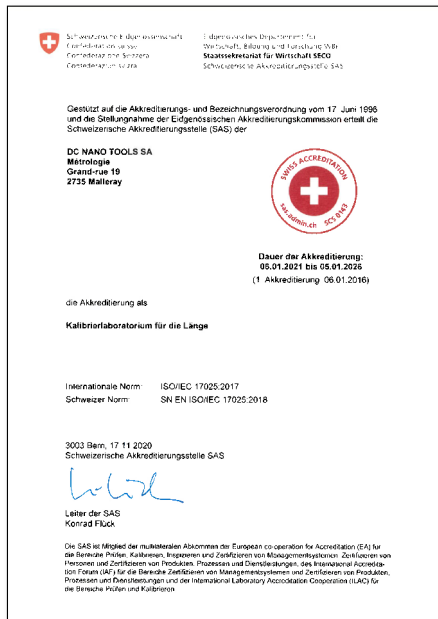 Schweizerische Eidgenossenschaft
Confédération suisse
Confederazione Svizzera
Confederaziun svizra
Eidgenössisches Departement für
Wirtschaft, Bildung und Forschung WBF
Staatssekretariat für Wirtschaft SECO
Schweizerische Akkreditierungsstelle SAS
Gestützt auf die Akkreditierungs- und Bezeichnungsverordnung vom 17 Juni 1996
und die Stellungnahme der Eidgenössischen Akkreditierungskommission erteilt die
Schweizerische Akkreditierungsstelle (SAS) der
DC NANO TOOLS SA
Métrologie
Grand-rue 19
2735 Malleray
SWISS ACCREDITATION
sas.admin.ch SCS 0143
Dauer der Akkreditierung:
06.01.2021 bis 05.01.2026
(1 Akkreditierung 06.01.2016)
die Akkreditierung als
Kalibrierlaboratorium für die Länge
Internationale Norm: ISO/IEC 17025:2017
Schweizer Norm: SN EN ISO/IEC 17025:2018
3003 Bern, 17 11 2020
Schweizerische Akkreditierungsstelle SAS
Leiter der SAS
Konrad Flück
Die SAS ist Mitglied der multilateralen Abkommen der European co-operation for Accreditation (EA) für
die Bereiche Prüfen, Kalibrieren, Inspizieren und Zertifizieren von Managementsystemen, Zertifizieren von
Personen und Zertifizieren von Produkten, Prozessen und Dienstleistungen, des International Accredita-
tion Forum (IAF) für die Bereiche Zertifizieren von Managementsystemen und Zertifizieren von Produkten,
Prozessen und Dienstleistungen und der International Laboratory Accreditation Cooperation (ILAC) für
die Bereiche Prüfen und Kalibrieren